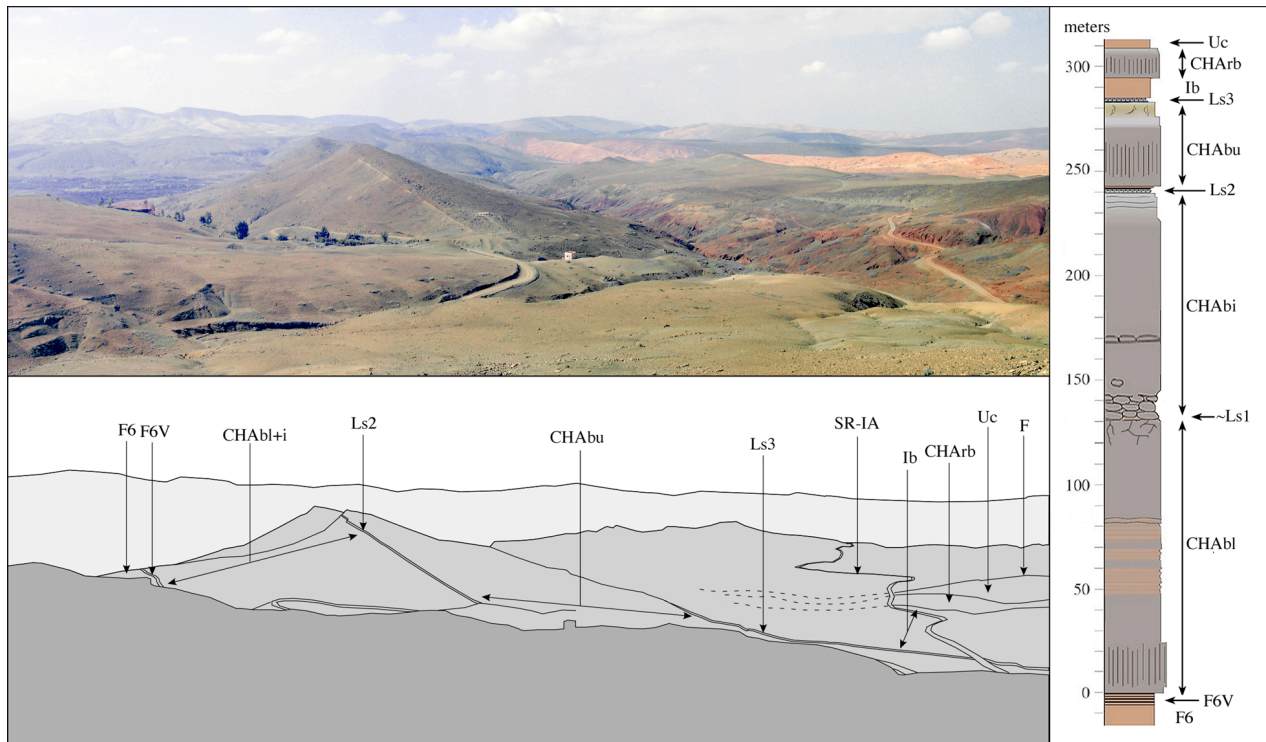 F6
F6V
CHAbl+i
Ls2
CHAbu
Ls3
SR-IA
Ib
CHArb
Uc
F
meters
300
250
200
150
100
50
0
Uc
CHArb
Ib
Ls3
CHAbu
Ls2
CHAbi
~Ls1
CHAbl
F6V
F6